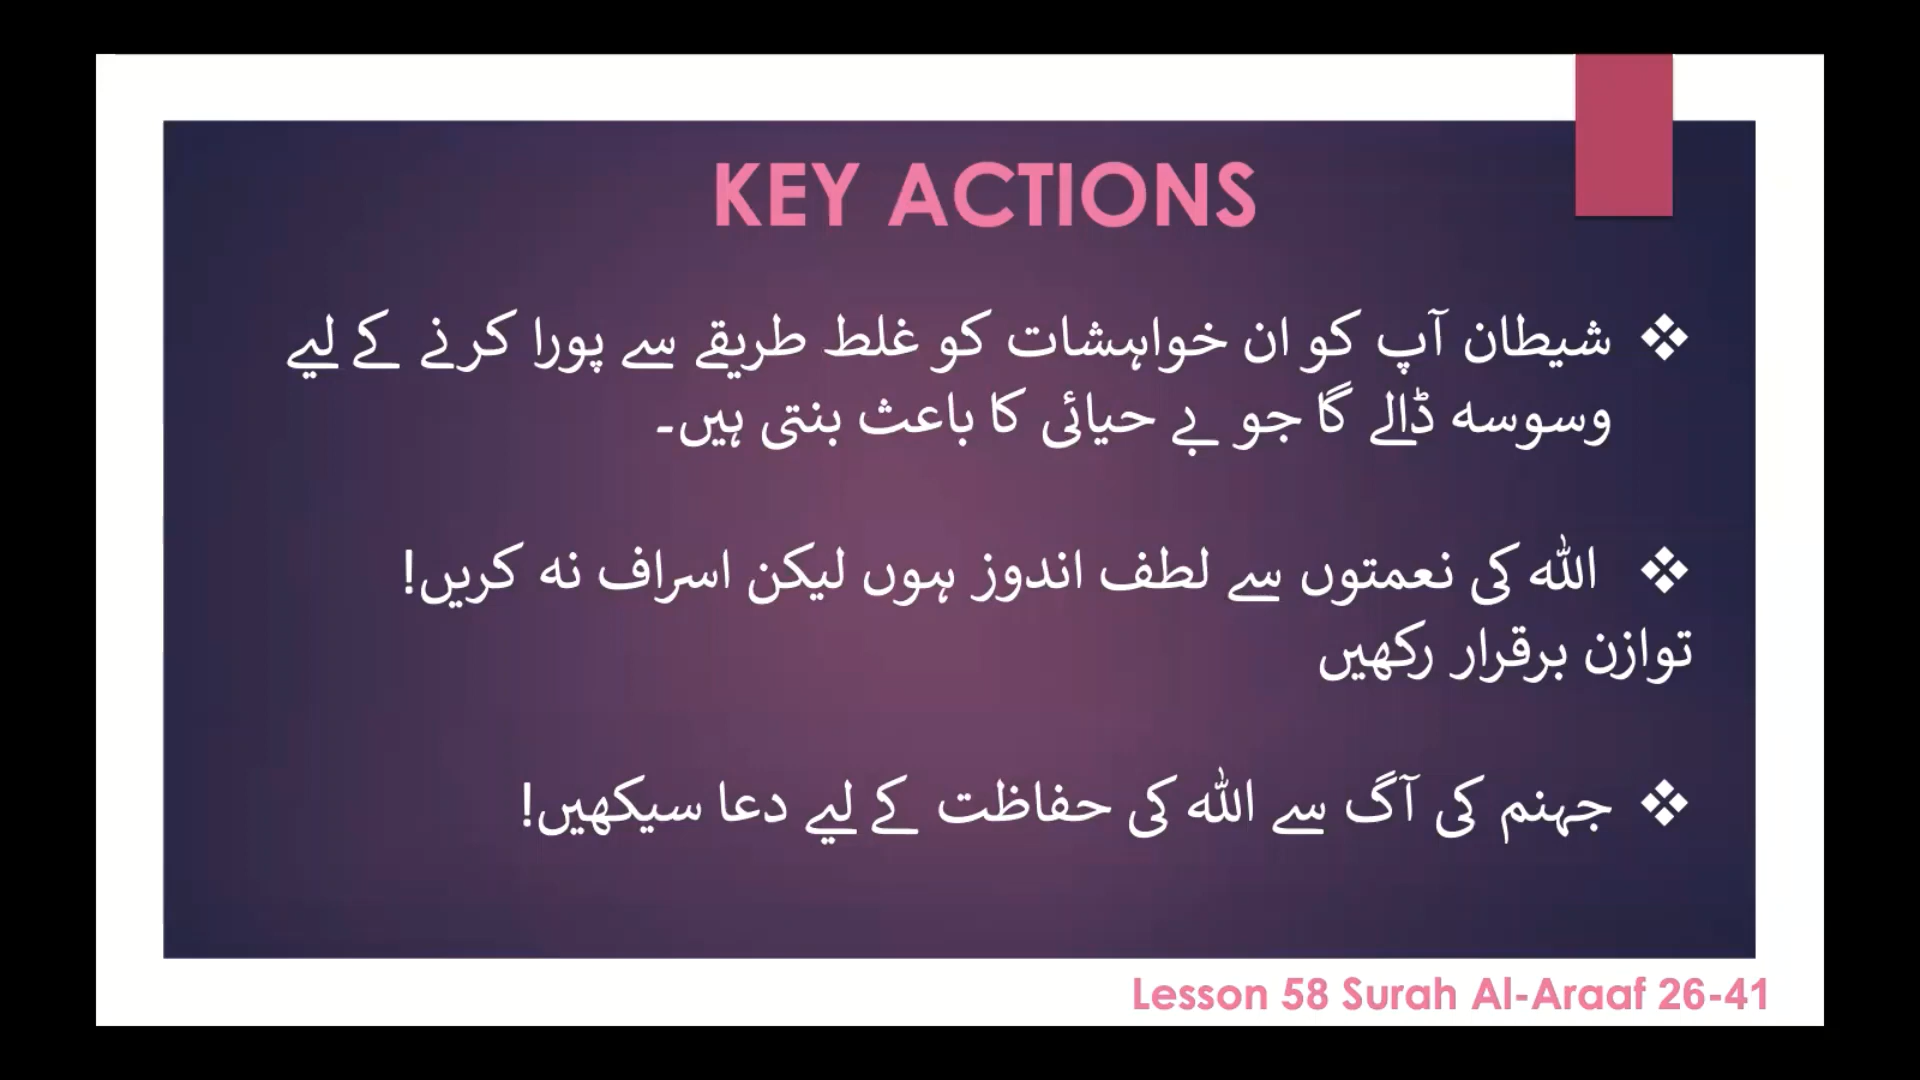 KEY ACTIONS
❖ شیطان آپ کو ان خواہشات کو غلط طریقے سے پورا کرنے کے لیے
وسوسہ ڈالے گا جو بے حیائی کا باعث بنتی ہیں۔
❖ اللہ کی نعمتوں سے لطف اندوز ہوں لیکن اسراف نہ کریں!
توازن برقرار رکھیں
❖ جہنم کی آگ سے اللہ کی حفاظت کے لیے دعا سیکھیں!
Lesson 58 Surah Al-Araaf 26-41